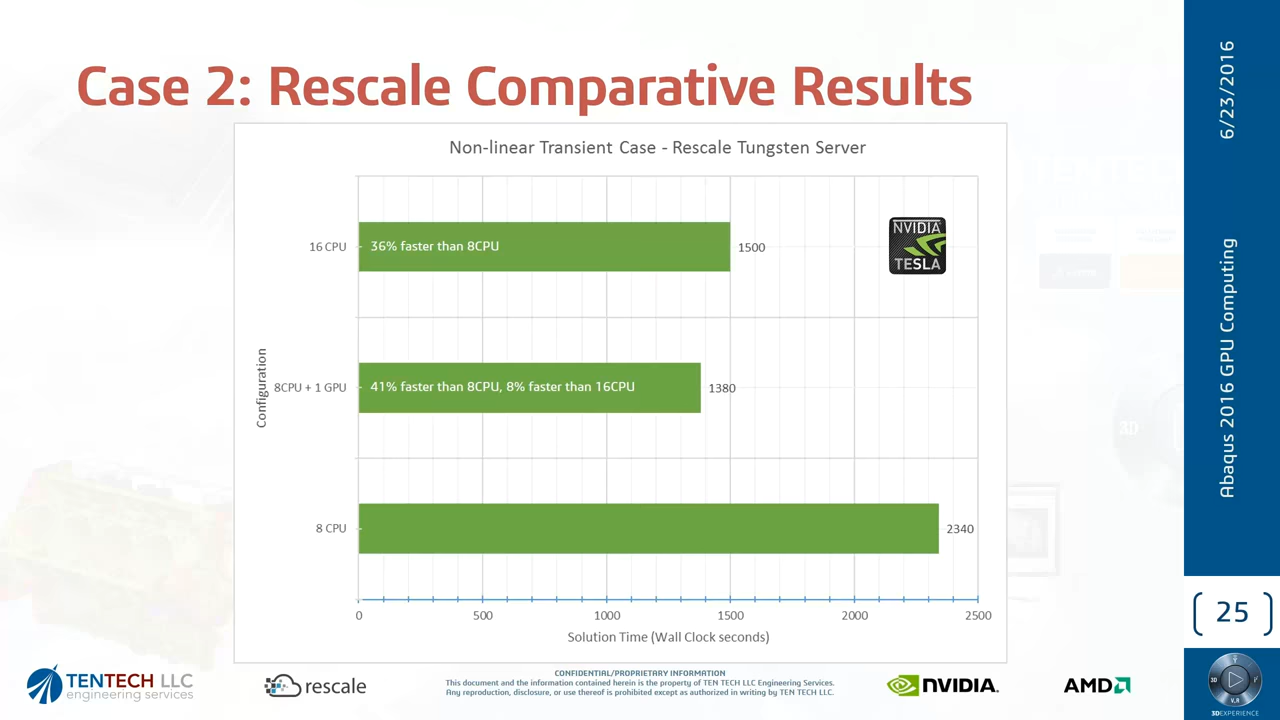 Case 2: Rescale Comparative Results
Non-linear Transient Case - Rescale Tungsten Server
16 CPU
36% faster than 8CPU
1500
NVIDIA
TESLA
8CPU + 1 GPU
41% faster than 8CPU, 8% faster than 16CPU
1380
8 CPU
2340
Configuration
0 500 1000 1500 2000 2500
Solution Time (Wall Clock seconds)
6/23/2016
Abaqus 2016 GPU Computing
25
TENTECH LLC
engineering services
rescale
CONFIDENTIAL/PROPRIETARY INFORMATION
This document and the information contained herein is the property of TEN TECH LLC Engineering Services.
Any reproduction, disclosure, or use thereof is prohibited except as authorized in writing by TEN TECH LLC.
NVIDIA.
AMD
3D
V,R
3DEXPERIENCE
3D